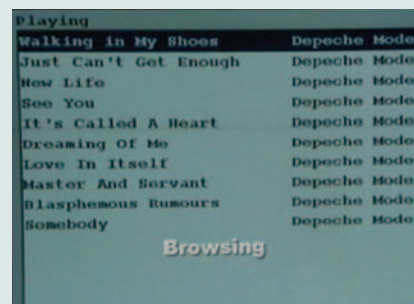 Playing
Walking in My Shoes Depeche Mode
Just Can't Get Enough Depeche Mode
New Life Depeche Mode
See You Depeche Mode
It's Called A Heart Depeche Mode
Dreaming Of Me Depeche Mode
Love In Itself Depeche Mode
Master And Servant Depeche Mode
Blasphemous Rumours Depeche Mode
Somebody Depeche Mode
Browsing